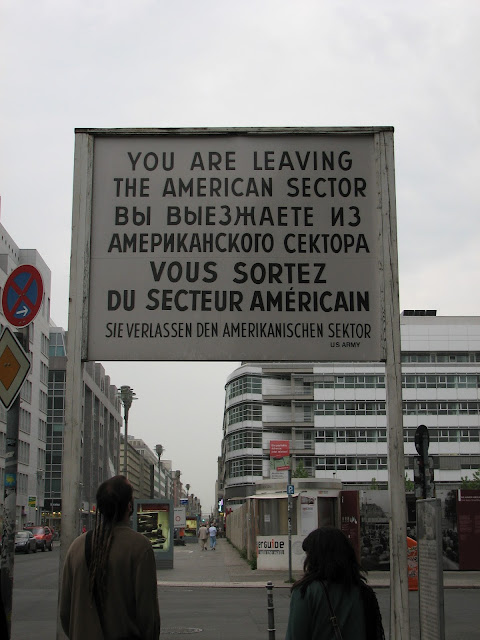 YOU ARE LEAVING
THE AMERICAN SECTOR
ВЫ ВЫЕЗЖАЕТЕ ИЗ
АМЕРИКАНСКОГО СЕКТОРА
VOUS SORTEZ
DU SECTEUR AMÉRICAIN
SIE VERLASSEN DEN AMERIKANISCHEN SEKTOR
US ARMY